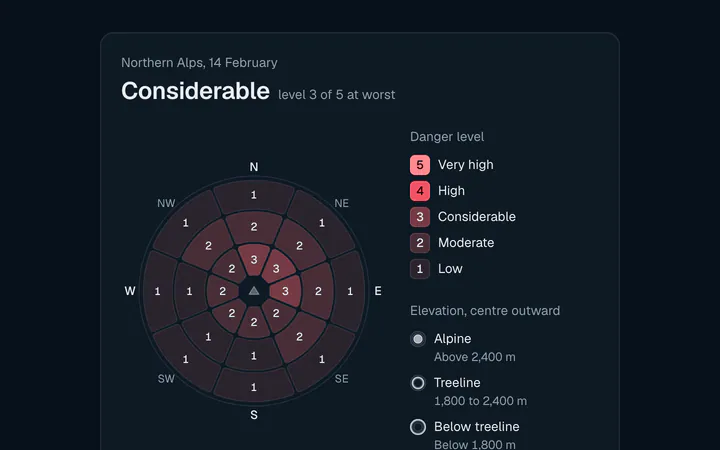 Northern Alps, 14 February
Considerable level 3 of 5 at worst
N
NE
E
SE
S
SW
W
NW
1
1
1
1
1
1
1
1
2
2
2
2
1
1
1
2
3
3
3
2
2
2
2
2
Danger level
5 Very high
4 High
3 Considerable
2 Moderate
1 Low
Elevation, centre outward
Alpine
Above 2,400 m
Treeline
1,800 to 2,400 m
Below treeline
Below 1,800 m